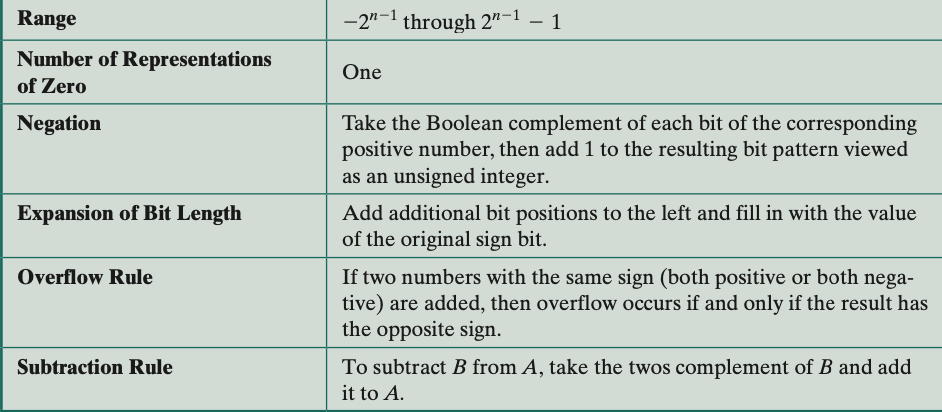 Range
−2ⁿ⁻¹ through 2ⁿ⁻¹ − 1
Number of Representations
of Zero
One
Negation
Take the Boolean complement of each bit of the corresponding
positive number, then add 1 to the resulting bit pattern viewed
as an unsigned integer.
Expansion of Bit Length
Add additional bit positions to the left and fill in with the value
of the original sign bit.
Overflow Rule
If two numbers with the same sign (both positive or both nega-
tive) are added, then overflow occurs if and only if the result has
the opposite sign.
Subtraction Rule
To subtract B from A, take the twos complement of B and add
it to A.